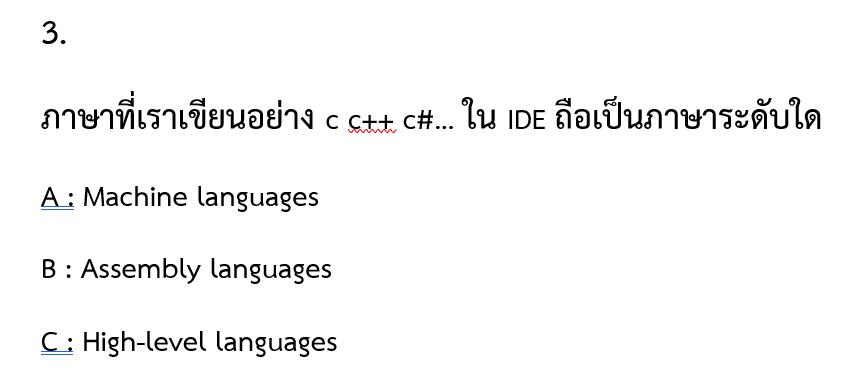 3.
ภาษาที่เราเขียนอย่าง c c++ c#... ใน IDE ถือเป็นภาษาระดับใด
A : Machine languages
B : Assembly languages
C : High-level languages